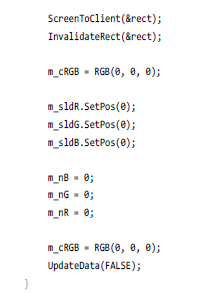 ScreenToClient(&rect);
InvalidateRect(&rect);
m_cRGB = RGB(0, 0, 0);
m_sldR.SetPos(0);
m_sldG.SetPos(0);
m_sldB.SetPos(0);
m_nB = 0;
m_nG = 0;
m_nR = 0;
m_cRGB = RGB(0, 0, 0);
UpdateData(FALSE);
}